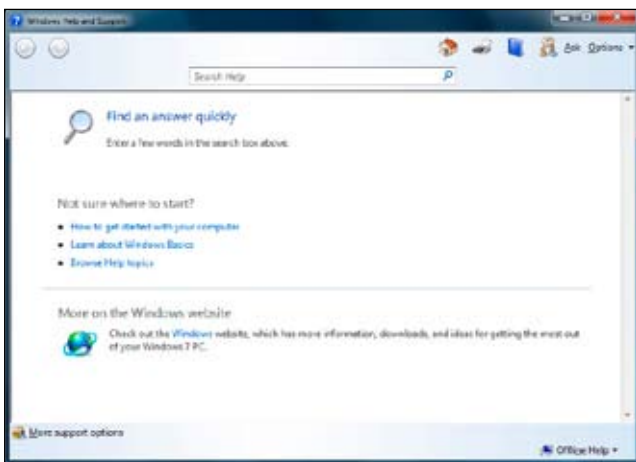 Windows Help and Support
Ask Options
Search Help
Find an answer quickly
Enter a few words in the search box above.
Not sure where to start?
How to get started with your computer
Learn about Windows Basics
Browse Help topics
More on the Windows website
Check out the Windows website, which has more information, downloads, and ideas for getting the most out
of your Windows 7 PC.
More support options
Office Help